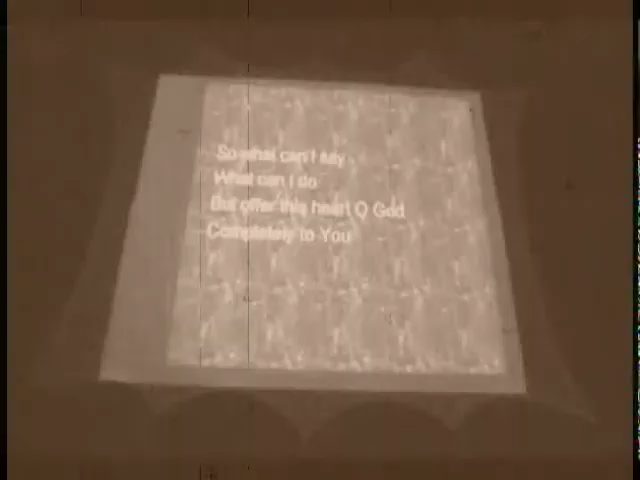 So what can't say
What can I do
But offer this heart O God
Completely to You